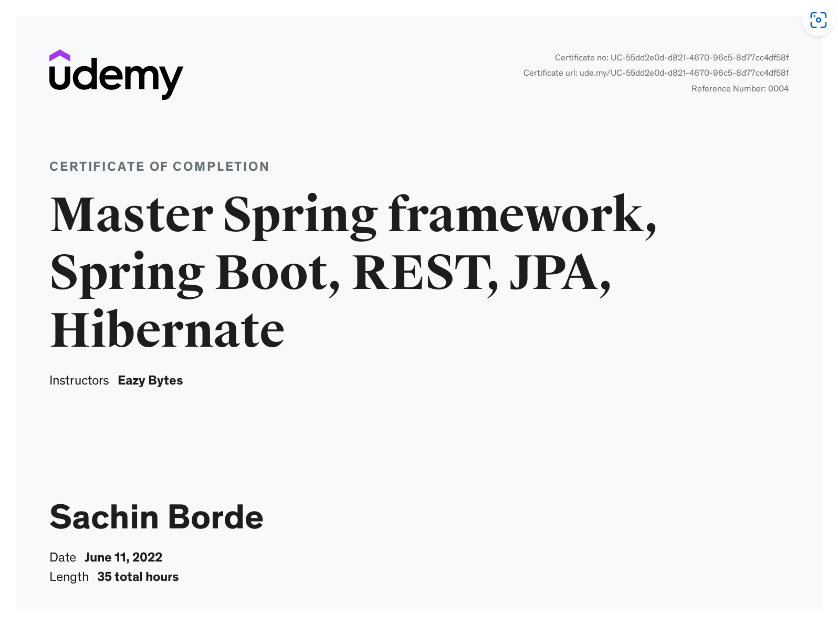 udemy
Certificate no: UC-55dd2e0d-d821-4670-96c5-8d77cc4df58f
Certificate url: ude.my/UC-55dd2e0d-d821-4670-96c5-8d77cc4df58f
Reference Number: 0004
CERTIFICATE OF COMPLETION
Master Spring framework,
Spring Boot, REST, JPA,
Hibernate
Instructors Eazy Bytes
Sachin Borde
Date June 11, 2022
Length 35 total hours